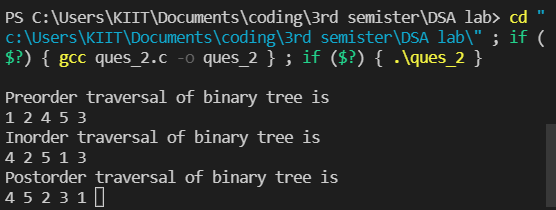 PS C:\Users\KIIT\Documents\coding\3rd semister\DSA lab> cd "
c:\Users\KIIT\Documents\coding\3rd semister\DSA lab\" ; if (
$?) { gcc ques_2.c -o ques_2 } ; if ($?) { .\ques_2 }

Preorder traversal of binary tree is
1 2 4 5 3
Inorder traversal of binary tree is
4 2 5 1 3
Postorder traversal of binary tree is
4 5 2 3 1